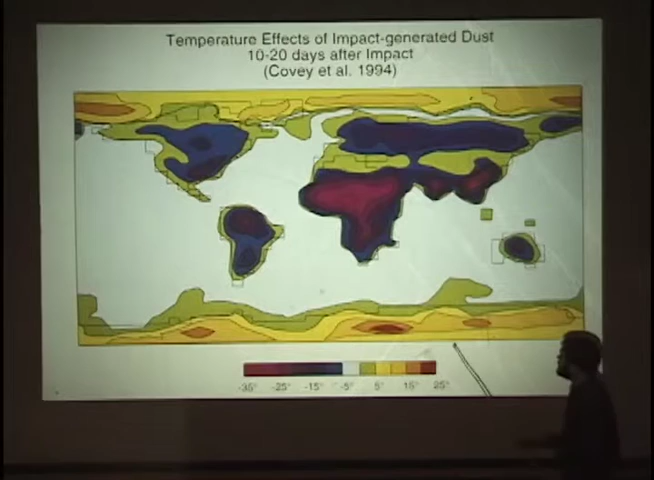 Temperature Effects of Impact-generated Dust
10-20 days after Impact
(Covey et al. 1994)
-35° -25° -15° -5° 5° 15° 25°